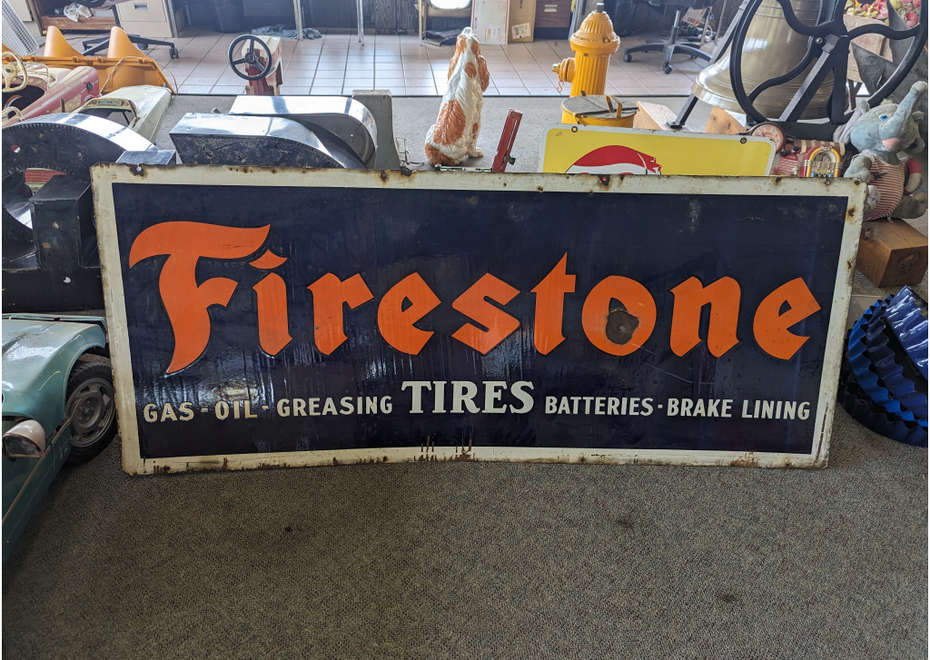 Firestone
GAS - OIL - GREASING TIRES BATTERIES - BRAKE LINING